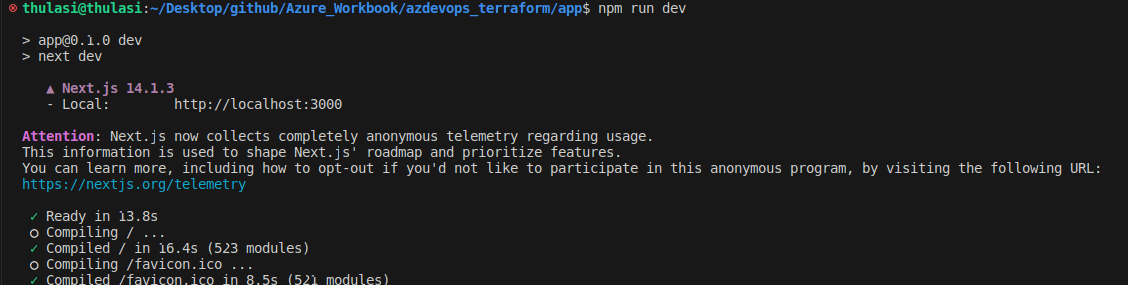 thulasi@thulasi:~/Desktop/github/Azure_Workbook/azdevops_terraform/app$ npm run dev
> app@0.1.0 dev
> next dev
▲ Next.js 14.1.3
- Local: http://localhost:3000
Attention: Next.js now collects completely anonymous telemetry regarding usage.
This information is used to shape Next.js' roadmap and prioritize features.
You can learn more, including how to opt-out if you'd not like to participate in this anonymous program, by visiting the following URL:
https://nextjs.org/telemetry
✓ Ready in 13.8s
○ Compiling / ...
✓ Compiled / in 16.4s (523 modules)
○ Compiling /favicon.ico ...
✓ Compiled /favicon.ico in 8.5s (521 modules)